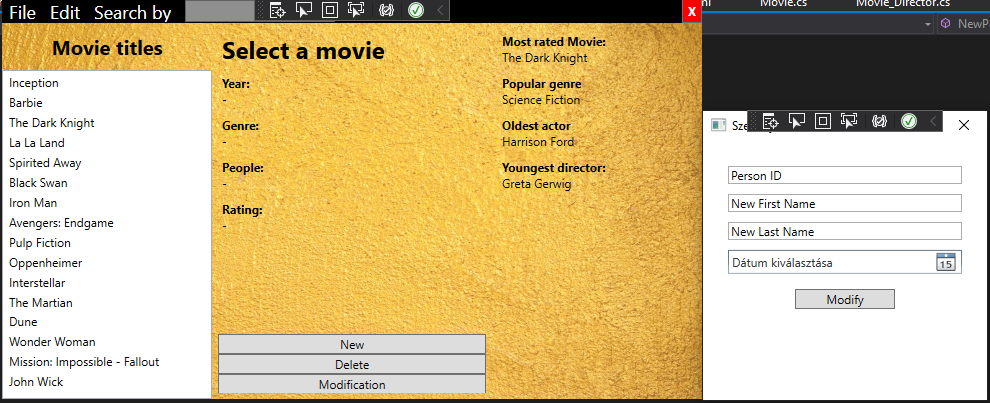 File Edit Search by
X
Movie.cs
Movie_Director.cs
NewP
Movie titles
Inception
Barbie
The Dark Knight
La La Land
Spirited Away
Black Swan
Iron Man
Avengers: Endgame
Pulp Fiction
Oppenheimer
Interstellar
The Martian
Dune
Wonder Woman
Mission: Impossible - Fallout
John Wick
Select a movie
Year:
-
Genre:
-
People:
-
Rating:
-
Most rated Movie:
The Dark Knight
Popular genre
Science Fiction
Oldest actor
Harrison Ford
Youngest director:
Greta Gerwig
New
Delete
Modification
Person ID
New First Name
New Last Name
Dátum kiválasztása
15
Modify